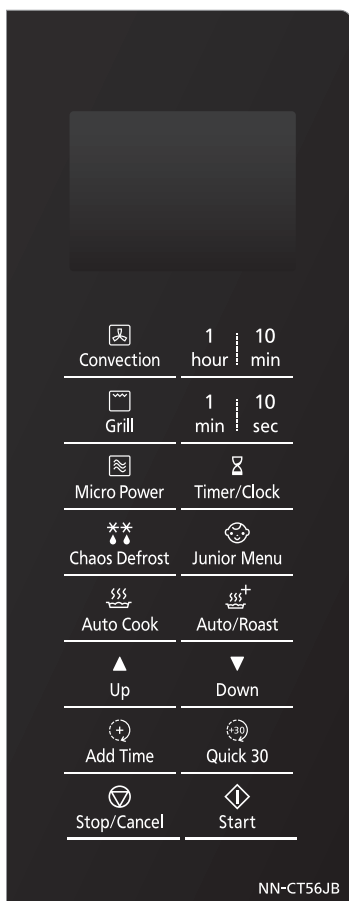 Convection
1 hour 10 min
Grill
1 min 10 sec
Micro Power
Timer/Clock
Chaos Defrost
Junior Menu
Auto Cook
Auto/Roast
Up
Down
Add Time
+30
Quick 30
Stop/Cancel
Start
NN-CT56JB